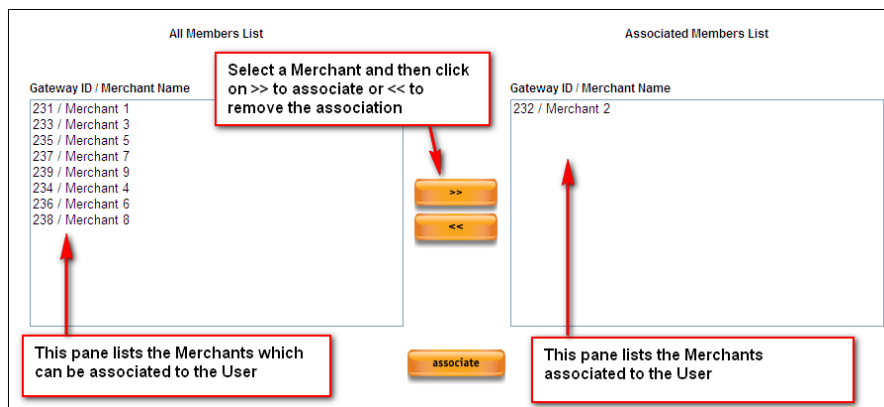 All Members List
Associated Members List
Select a Merchant and then click
on >> to associate or << to
remove the association
Gateway ID / Merchant Name
231 / Merchant 1
233 / Merchant 3
235 / Merchant 5
237 / Merchant 7
239 / Merchant 9
234 / Merchant 4
236 / Merchant 6
238 / Merchant 8
>>
<<
Gateway ID / Merchant Name
232 / Merchant 2
This pane lists the Merchants which
can be associated to the User
associate
This pane lists the Merchants
associated to the User